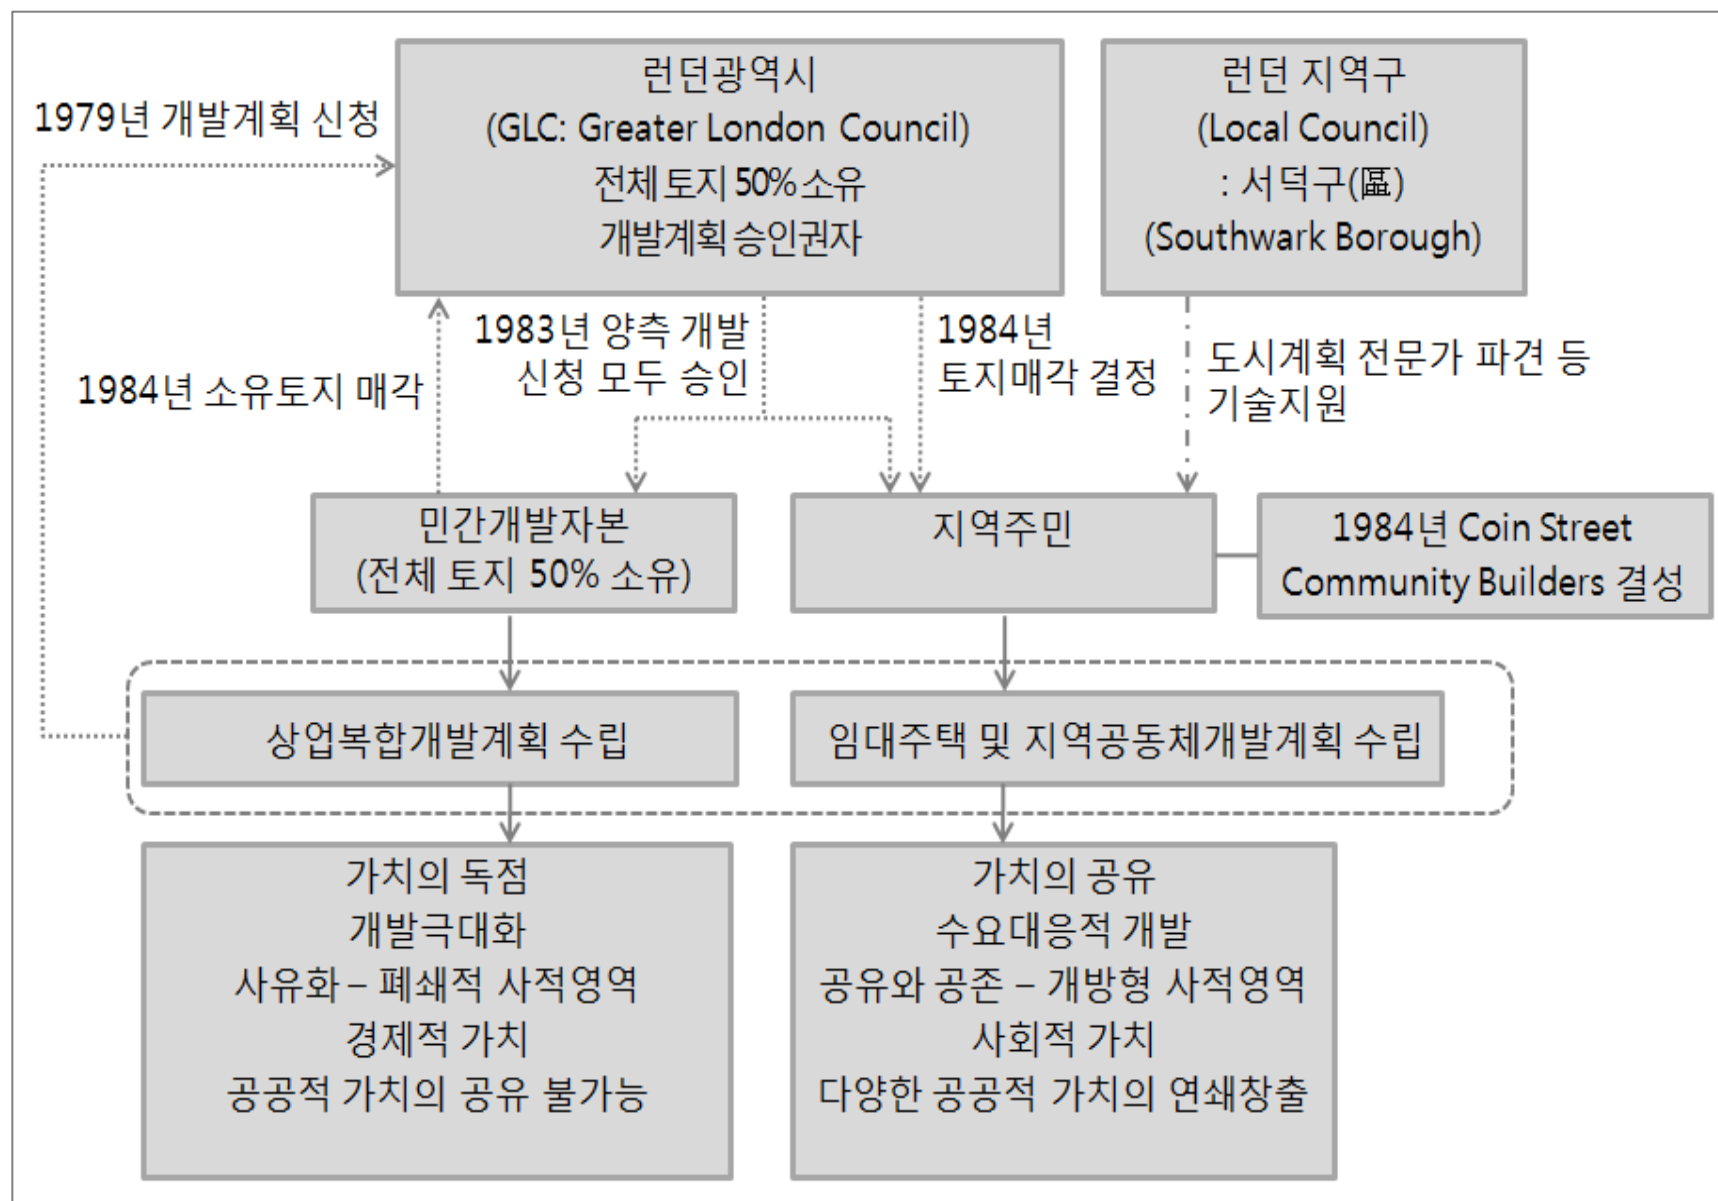 런던광역시
(GLC: Greater London Council)
전체 토지 50% 소유
개발계획 승인권자
런던 지역구
(Local Council)
: 서덕구(區)
(Southwark Borough)
1979년 개발계획 신청
1984년 소유토지 매각
1983년 양측 개발
신청 모두 승인
1984년
토지매각 결정
도시계획 전문가 파견 등
기술지원
민간개발자본
(전체 토지 50% 소유)
지역주민
1984년 Coin Street
Community Builders 결성
상업복합개발계획 수립
임대주택 및 지역공동체개발계획 수립
가치의 독점
개발극대화
사유화 – 폐쇄적 사적영역
경제적 가치
공공적 가치의 공유 불가능
가치의 공유
수요대응적 개발
공유와 공존 – 개방형 사적영역
사회적 가치
다양한 공공적 가치의 연쇄창출